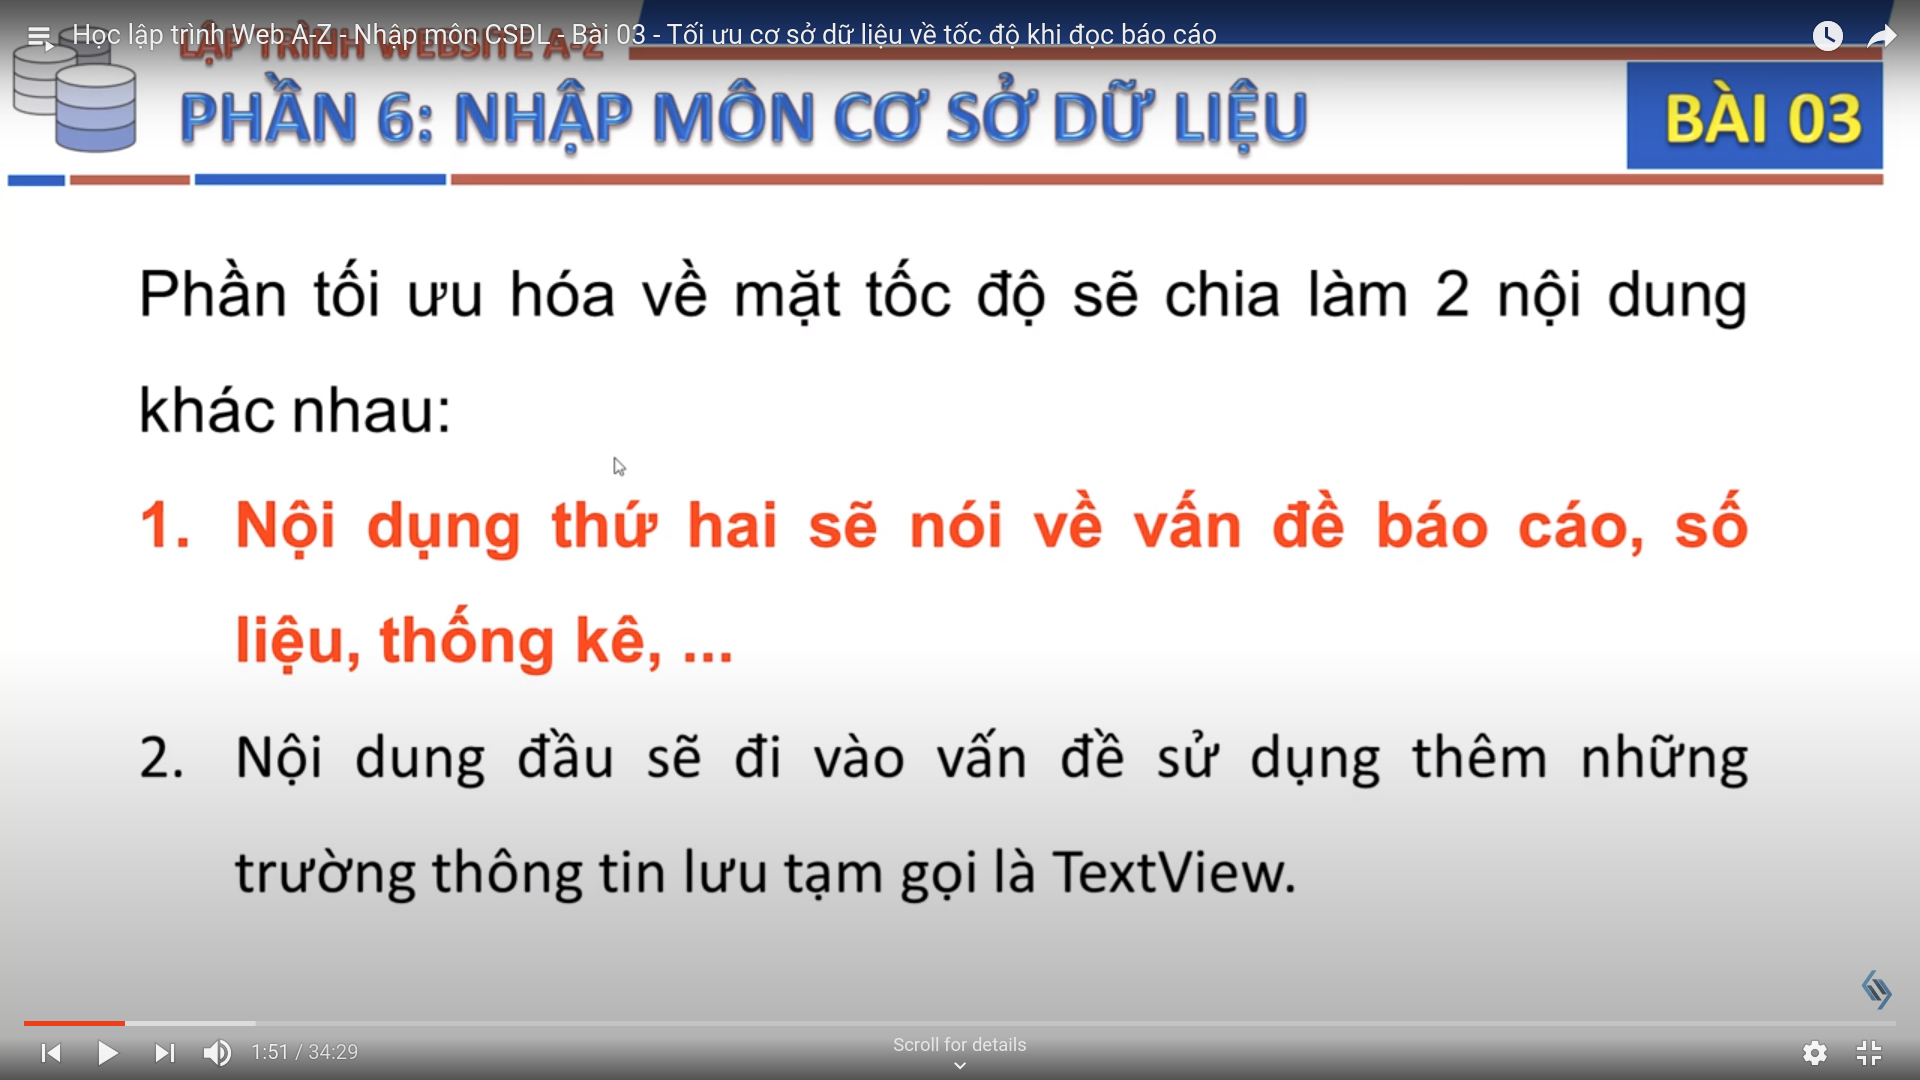 Học lập trình Web A-Z - Nhập môn CSDL - Bài 03 - Tối ưu cơ sở dữ liệu về tốc độ khi đọc báo cáo
LẬP TRÌNH WEBSITE A-Z
PHẦN 6: NHẬP MÔN CƠ SỞ DỮ LIỆU
BÀI 03
Phần tối ưu hóa về mặt tốc độ sẽ chia làm 2 nội dung
khác nhau:
1. Nội dụng thứ hai sẽ nói về vấn đề báo cáo, số
liệu, thống kê, ...
2. Nội dung đầu sẽ đi vào vấn đề sử dụng thêm những
trường thông tin lưu tạm gọi là TextView.
1:51 / 34:29
Scroll for details